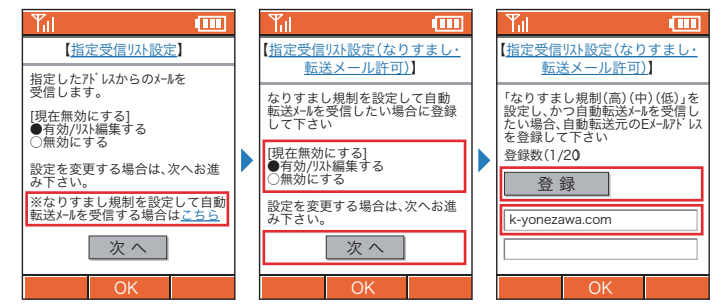 【指定受信ﾘｽﾄ設定】
指定したｱﾄﾞﾚｽからのﾒｰﾙを
受信します。
[現在無効にする]
●有効/ﾘｽﾄ編集する
○無効にする
設定を変更する場合は、次へお進
み下さい。
※なりすまし規制を設定して自動
転送ﾒｰﾙを受信する場合はこちら
次 へ
OK
【指定受信ﾘｽﾄ設定(なりすまし・
転送メール許可)】
なりすまし規制を設定して自動
転送ﾒｰﾙを受信したい場合に登録
して下さい
[現在無効にする]
●有効/ﾘｽﾄ編集する
○無効にする
設定を変更する場合は、次へお進
み下さい。
次 へ
OK
【指定受信ﾘｽﾄ設定(なりすまし・
転送メール許可)】
「なりすまし規制(高)(中)(低)」を
設定し、かつ自動転送ﾒｰﾙを受信し
たい場合、自動転送元のEﾒｰﾙｱﾄﾞﾚｽ
を登録して下さい
登録数(1/20)
登 録
k-yonezawa.com
OK